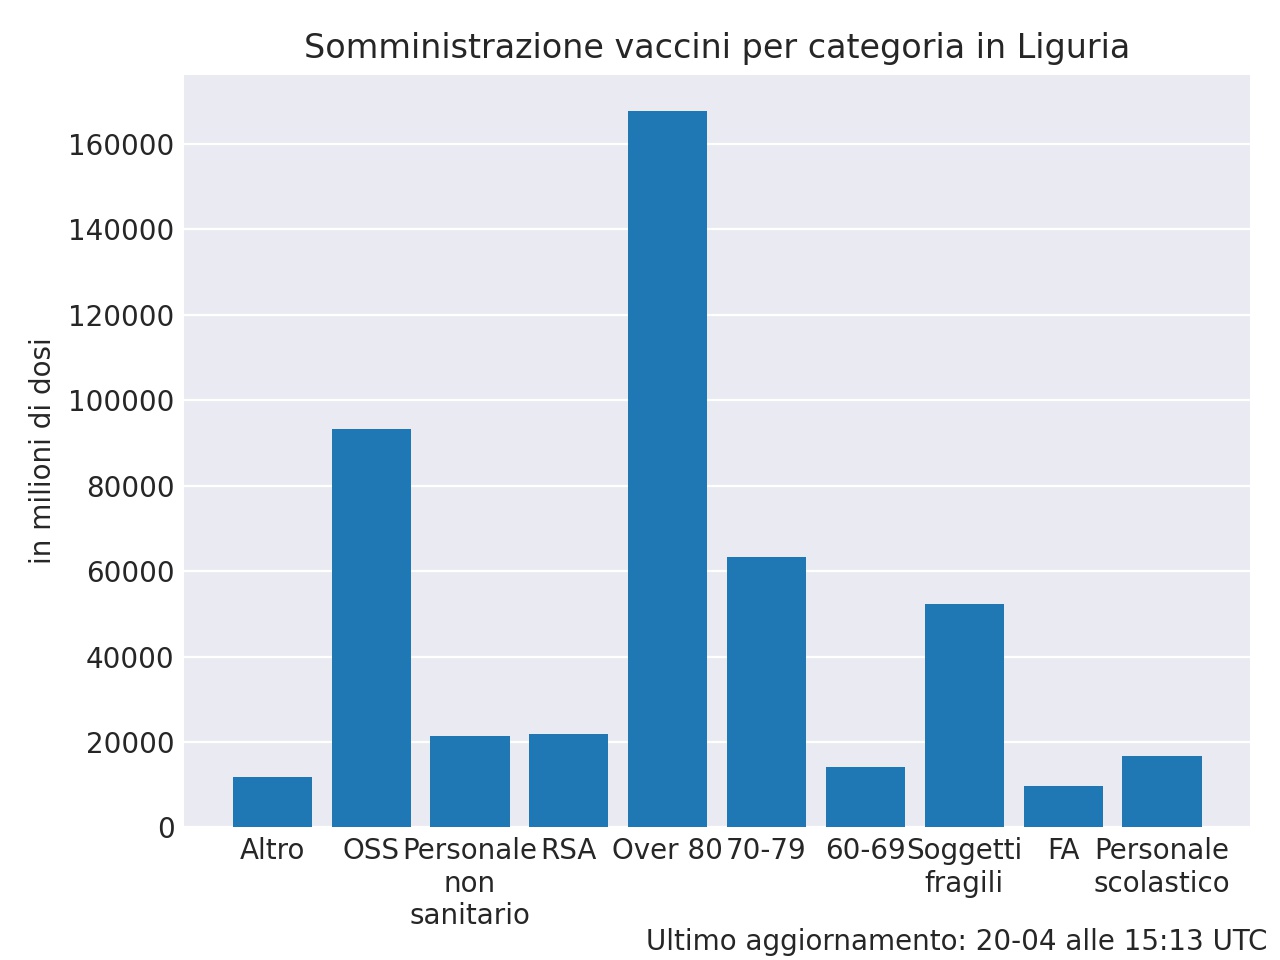 Somministrazione vaccini per categoria in Liguria
in milioni di dosi
160000
140000
120000
100000
80000
60000
40000
20000
0
Altro
OSS
Personale
non
sanitario
RSA
Over 80
70-79
60-69
Soggetti
fragili
FA
Personale
scolastico
Ultimo aggiornamento: 20-04 alle 15:13 UTC